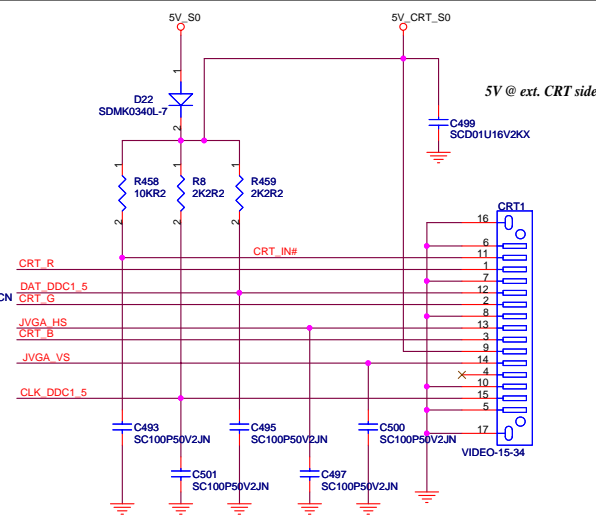 5V_S0
5V_CRT_S0
1
D22
SDMK0340L-7
2
5V @ ext. CRT side
C499
SCD01U16V2KX
1
1
1
R458
10KR2
R8
2K2R2
R459
2K2R2
2
2
2
CRT1
16
6
CRT_IN#
11
CRT_R
1
7
DAT_DDC1_5
12
CN
CRT_G
2
8
JVGA_HS
13
CRT_B
3
9
JVGA_VS
14
4
10
CLK_DDC1_5
15
5
17
C493
SC100P50V2JN
C495
SC100P50V2JN
C500
SC100P50V2JN
VIDEO-15-34
C501
SC100P50V2JN
C497
SC100P50V2JN